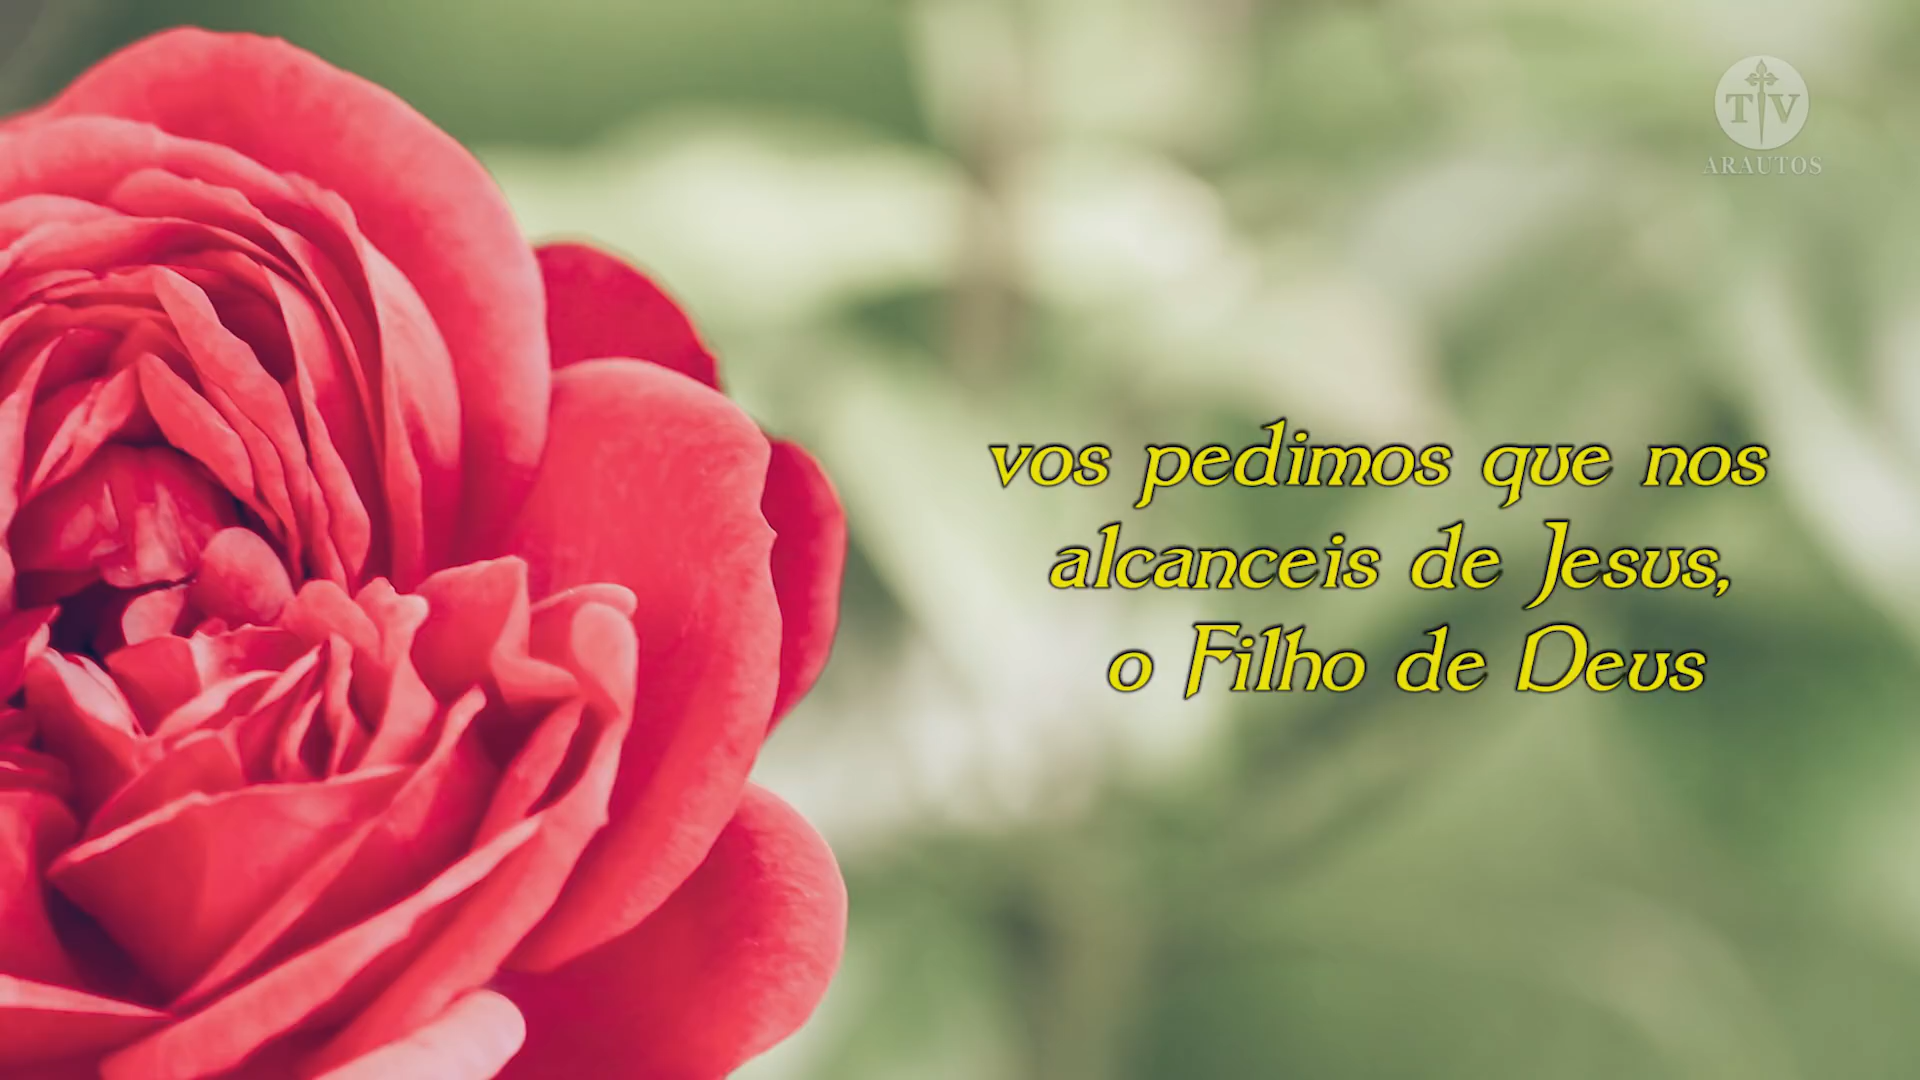 TV
ARAUTOS
vos pedimos que nos
alcanceis de Jesus,
o Filho de Deus